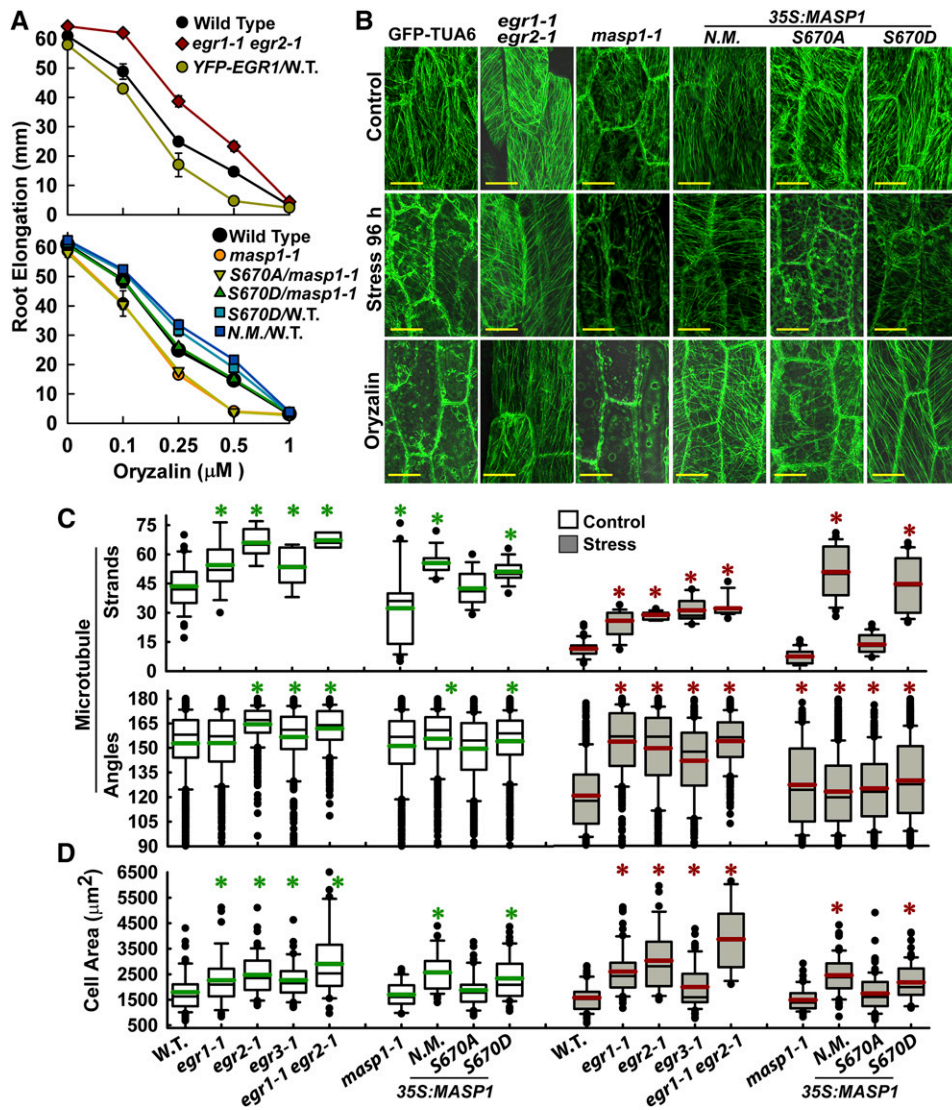 A
Wild Type
egr1-1 egr2-1
YFP-EGR1/W.T.
60
50
40
30
20
10
0
Wild Type
masp1-1
S670A/masp1-1
S670D/masp1-1
S670D/W.T.
N.M./W.T.
60
50
40
30
20
10
0
Root Elongation (mm)
0 0.1 0.25 0.5 1
Oryzalin (μM)
B
GFP-TUA6
egr1-1
egr2-1
masp1-1
35S:MASP1
N.M. S670A S670D
Control
Stress 96 h
Oryzalin
C
Control
Stress
Microtubule
Strands
75
60
45
30
15
0
Angles
180
165
150
135
120
105
90
D
Cell Area (μm²)
6500
5500
4500
3500
2500
1500
500
W.T. egr1-1 egr2-1 egr3-1 egr1-1 egr2-1 masp1-1 N.M. S670A S670D
35S:MASP1
W.T. egr1-1 egr2-1 egr3-1 egr1-1 egr2-1 masp1-1 N.M. S670A S670D
35S:MASP1